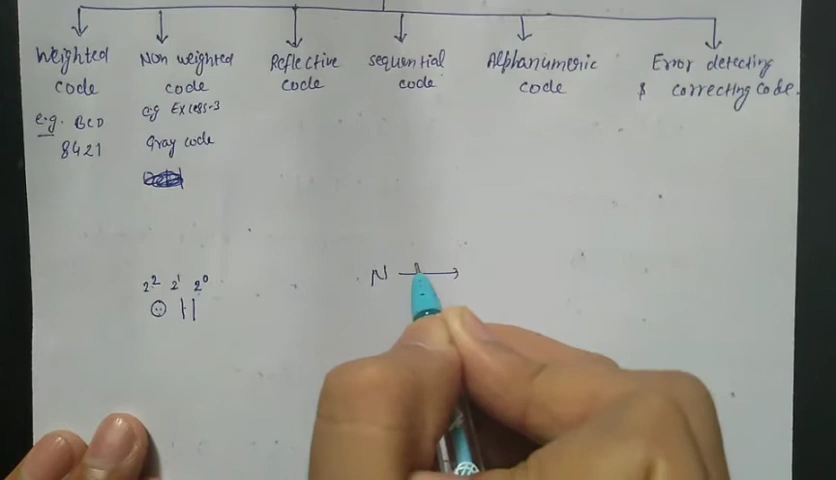 Weighted code
Non weighted code
Reflective code
sequential code
Alphanumeric code
Error detecting & correcting code.
e.g. BCD
8421
e.g Excess-3
Gray code
2² 2¹ 2⁰
N